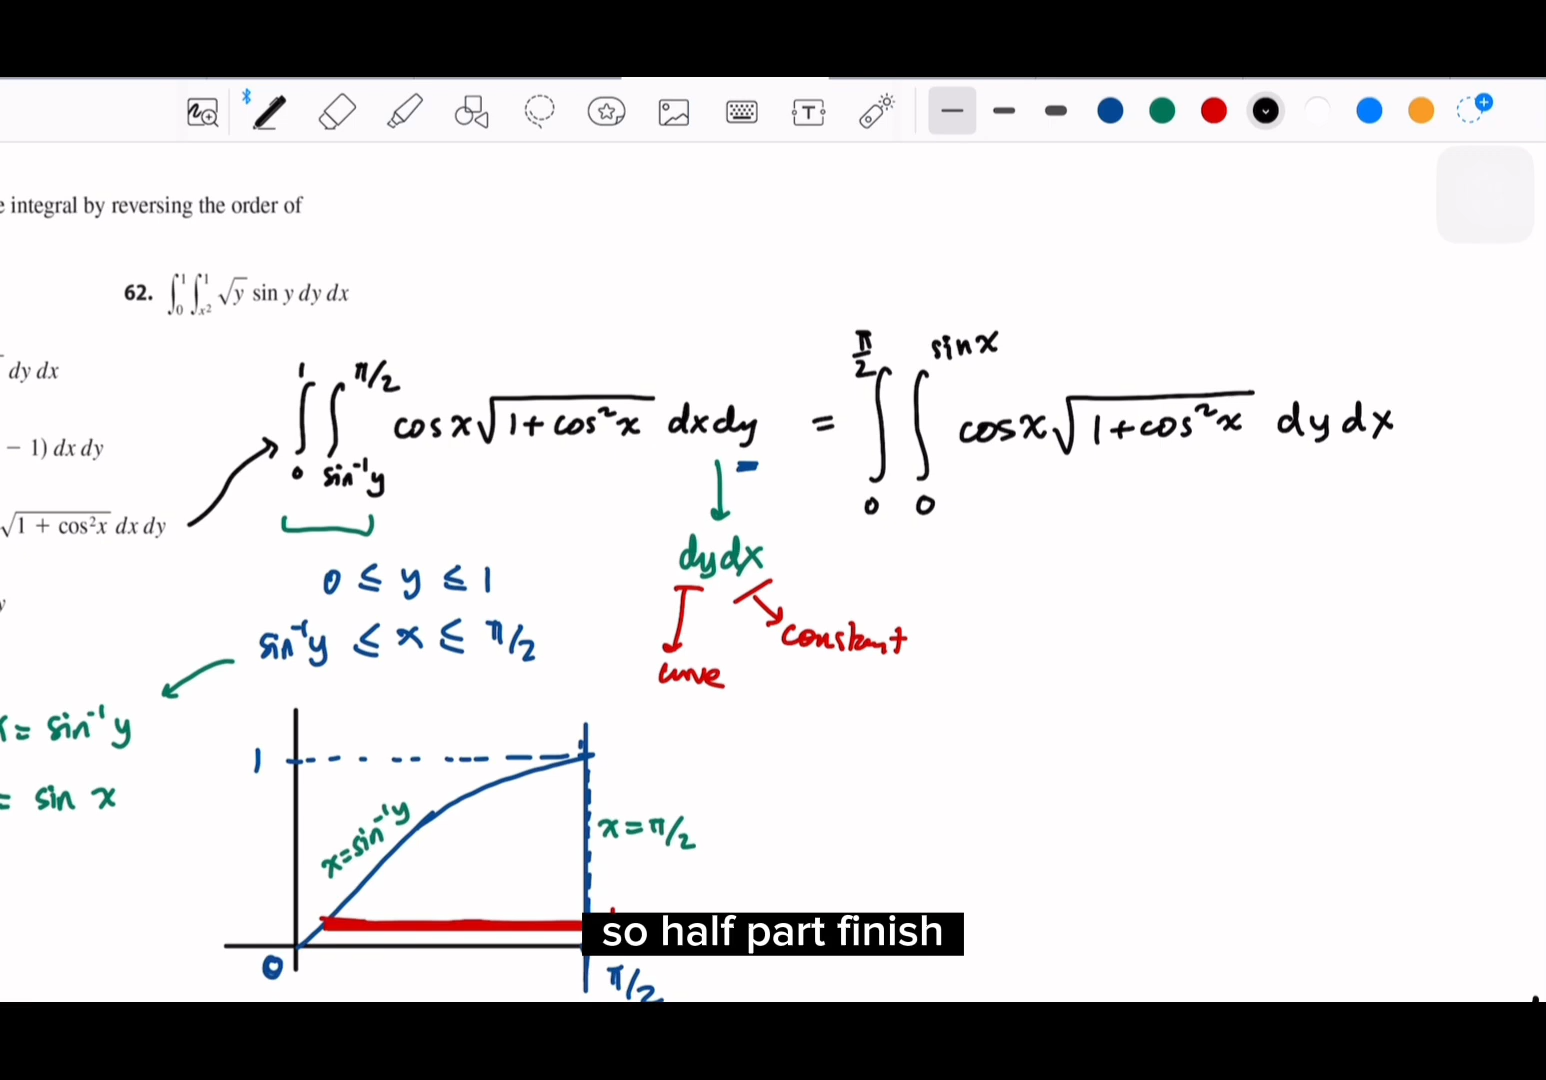 e integral by reversing the order of
62. ∫₀¹∫ₓ²¹ √y sin y dy dx
dy dx
− 1) dx dy
√1 + cos²x dx dy
y
1 π/2
∫∫ cos x √1 + cos²x dx dy = ∫∫ cos x √1 + cos²x dy dx
0 sin⁻¹y
π/2 sin x
0 0
dy dx
curve
constant
0 ≤ y ≤ 1
sin⁻¹y ≤ x ≤ π/2
x = sin⁻¹y
= sin x
1
x = sin⁻¹y
x = π/2
so half part finish
0
π/2
T